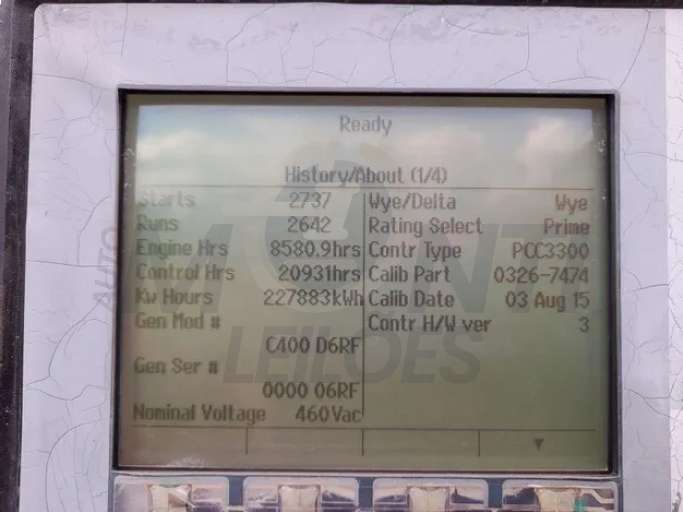 Ready
History/About (1/4)
Starts 2737
Runs 2642
Engine Hrs 8580.9hrs
Control Hrs 20931hrs
Kw Hours 227883kWh
Gen Mod #
C400 D6RF
Gen Ser #
0000 06RF
Nominal Voltage 460Vac
Wye/Delta Wye
Rating Select Prime
Contr Type PCC3300
Calib Part 0326-7474
Calib Date 03 Aug 15
Contr H/W ver 3
AUTO
MONTE
LEILÕES